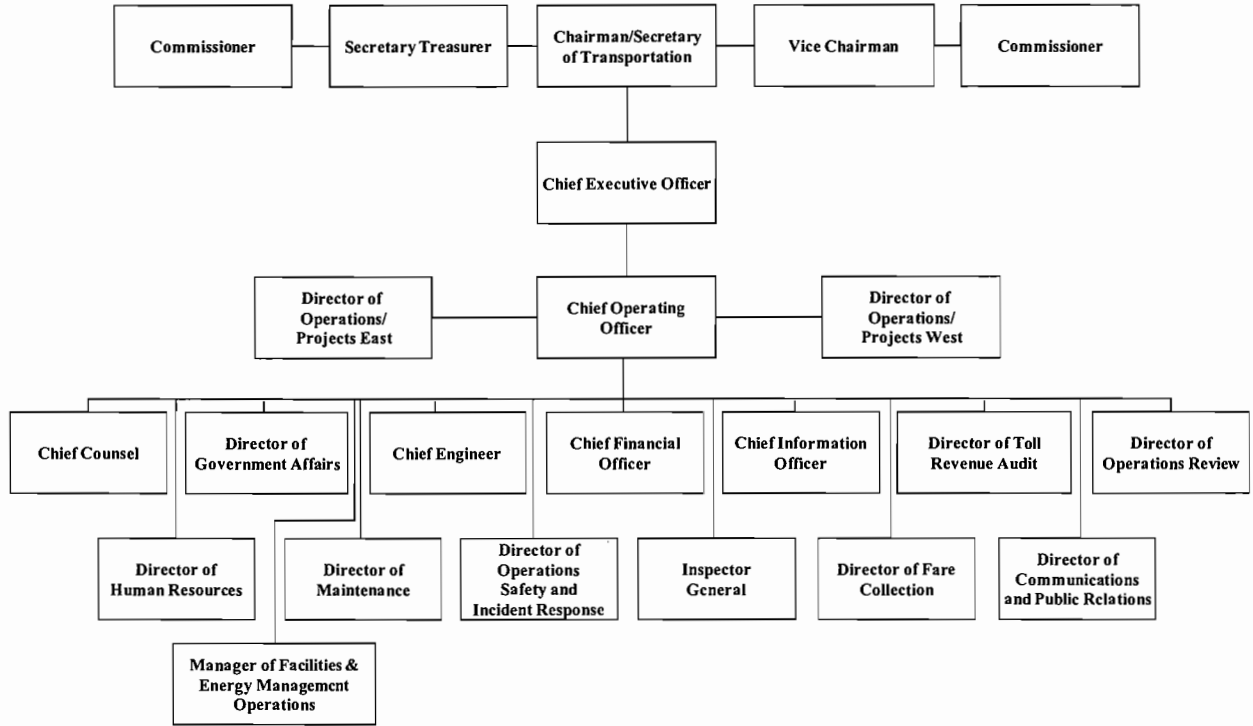 Commissioner
Secretary Treasurer
Chairman/Secretary
of Transportation
Vice Chairman
Commissioner
Chief Executive Officer
Director of
Operations/
Projects East
Chief Operating
Officer
Director of
Operations/
Projects West
Chief Counsel
Director of
Government Affairs
Chief Engineer
Chief Financial
Officer
Chief Information
Officer
Director of Toll
Revenue Audit
Director of
Operations Review
Director of
Human Resources
Director of
Maintenance
Director of
Operations
Safety and
Incident Response
Inspector
General
Director of Fare
Collection
Director of
Communications
and Public Relations
Manager of Facilities &
Energy Management
Operations